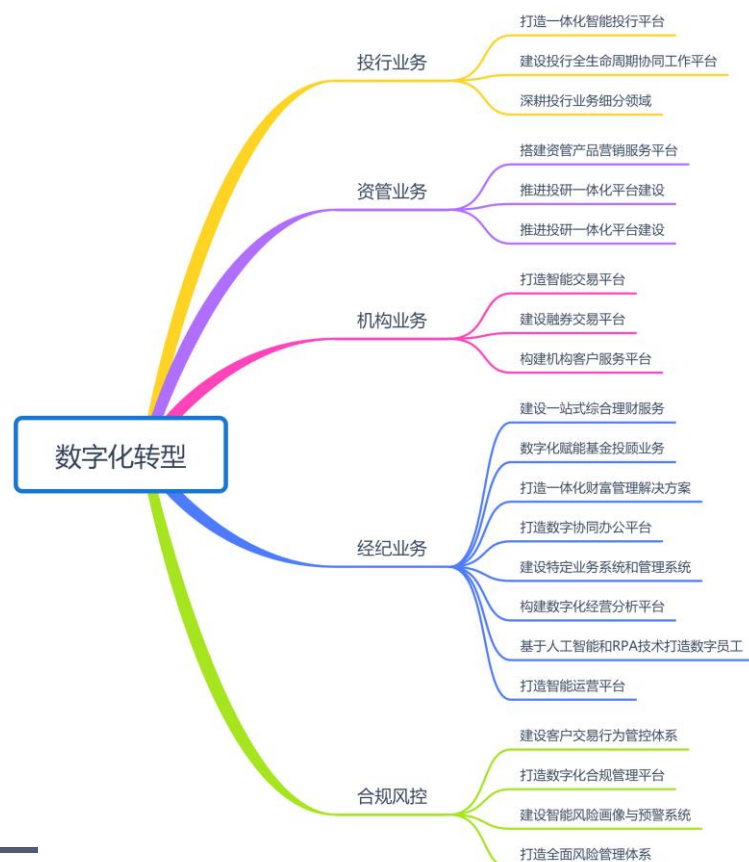 数字化转型
投行业务
打造一体化智能投行平台
建设投行全生命周期协同工作平台
深耕投行业务细分领域
资管业务
搭建资管产品营销服务平台
推进投研一体化平台建设
推进投研一体化平台建设
机构业务
打造智能交易平台
建设融券交易平台
构建机构客户服务平台
经纪业务
建设一站式综合理财服务
数字化赋能基金投顾业务
打造一体化财富管理解决方案
打造数字协同办公平台
建设特定业务系统和管理系统
构建数字化经营分析平台
基于人工智能和RPA技术打造数字员工
打造智能运营平台
合规风控
建设客户交易行为管控体系
打造数字化合规管理平台
建设智能风险画像与预警系统
打造全面风险管理体系